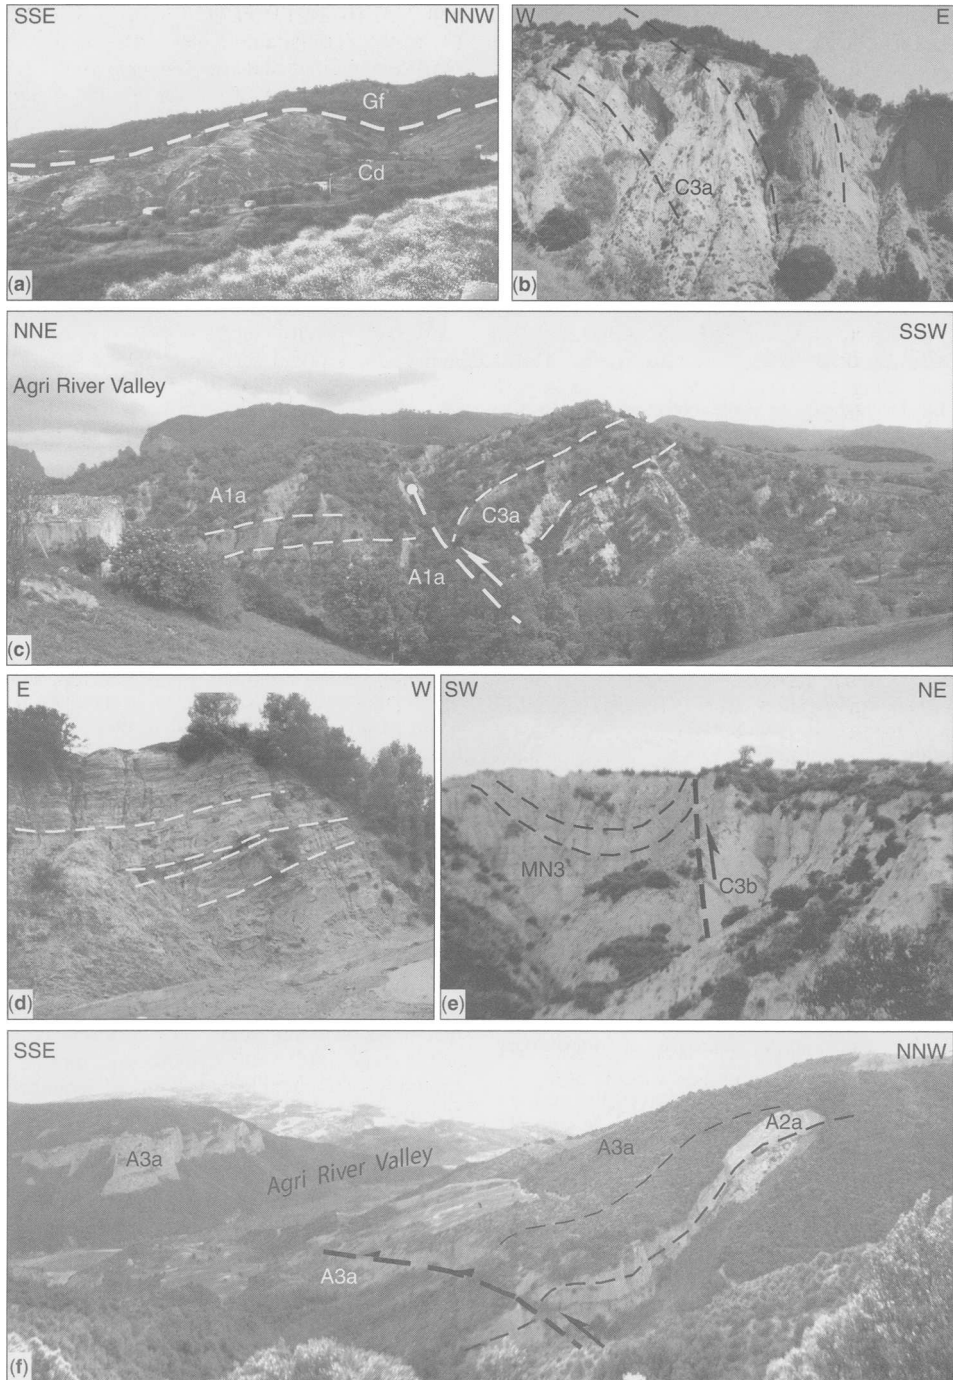 SSE NNW
Gf
Cd
(a)
W E
C3a
(b)
NNE SSW
Agri River Valley
A1a
C3a
A1a
(c)
E W
(d)
SW NE
MN3
C3b
(e)
SSE NNW
A2a
A3a
A3a
Agri River Valley
A3a
(f)